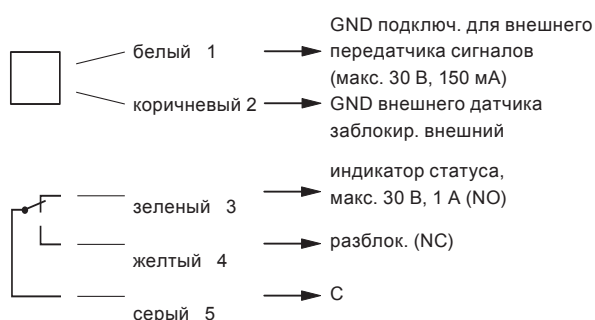 GND подключ. для внешнего
белый 1 передатчика сигналов
(макс. 30 В, 150 мА)
коричневый 2 GND внешнего датчика
заблокир. внешний
индикатор статуса,
зеленый 3 макс. 30 В, 1 А (NO)
желтый 4 разблок. (NC)
серый 5 C